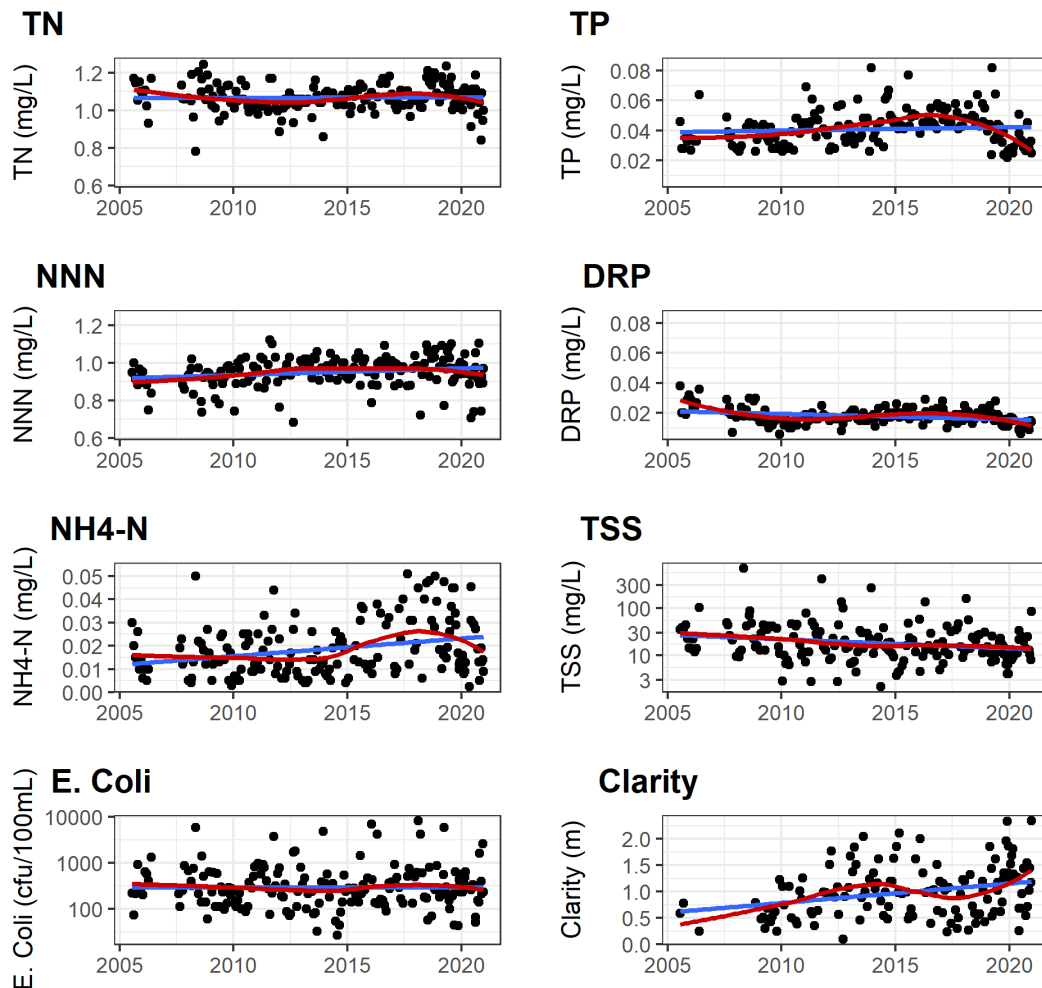 TN
TN (mg/L)
1.2
1.0
0.8
0.6
2005 2010 2015 2020
TP
TP (mg/L)
0.08
0.06
0.04
0.02
2005 2010 2015 2020
NNN
NNN (mg/L)
1.2
1.0
0.8
0.6
2005 2010 2015 2020
DRP
DRP (mg/L)
0.08
0.06
0.04
0.02
2005 2010 2015 2020
NH4-N
NH4-N (mg/L)
0.05
0.04
0.03
0.02
0.01
0.00
2005 2010 2015 2020
TSS
TSS (mg/L)
300
100
30
10
3
2005 2010 2015 2020
E. Coli
E. Coli (cfu/100mL)
10000
1000
100
2005 2010 2015 2020
Clarity
Clarity (m)
2.0
1.5
1.0
0.5
0.0
2005 2010 2015 2020